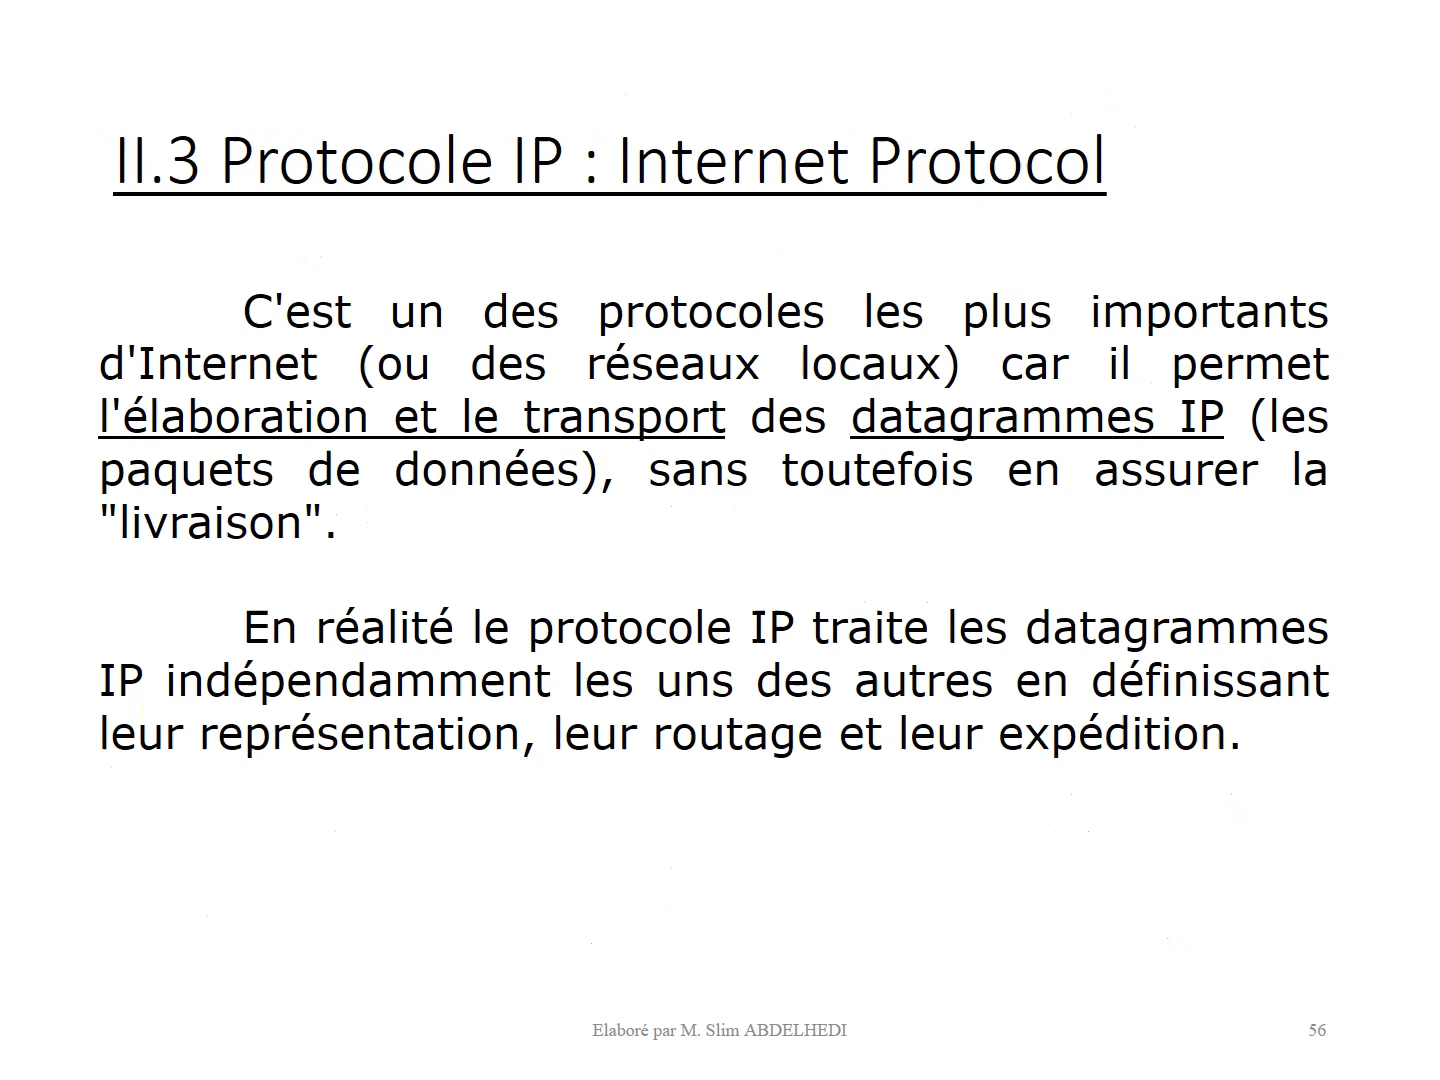 II.3 Protocole IP : Internet Protocol
C'est un des protocoles les plus importants
d'Internet (ou des réseaux locaux) car il permet
l'élaboration et le transport des datagrammes IP (les
paquets de données), sans toutefois en assurer la
"livraison".
En réalité le protocole IP traite les datagrammes
IP indépendamment les uns des autres en définissant
leur représentation, leur routage et leur expédition.
Elaboré par M. Slim ABDELHEDI
56